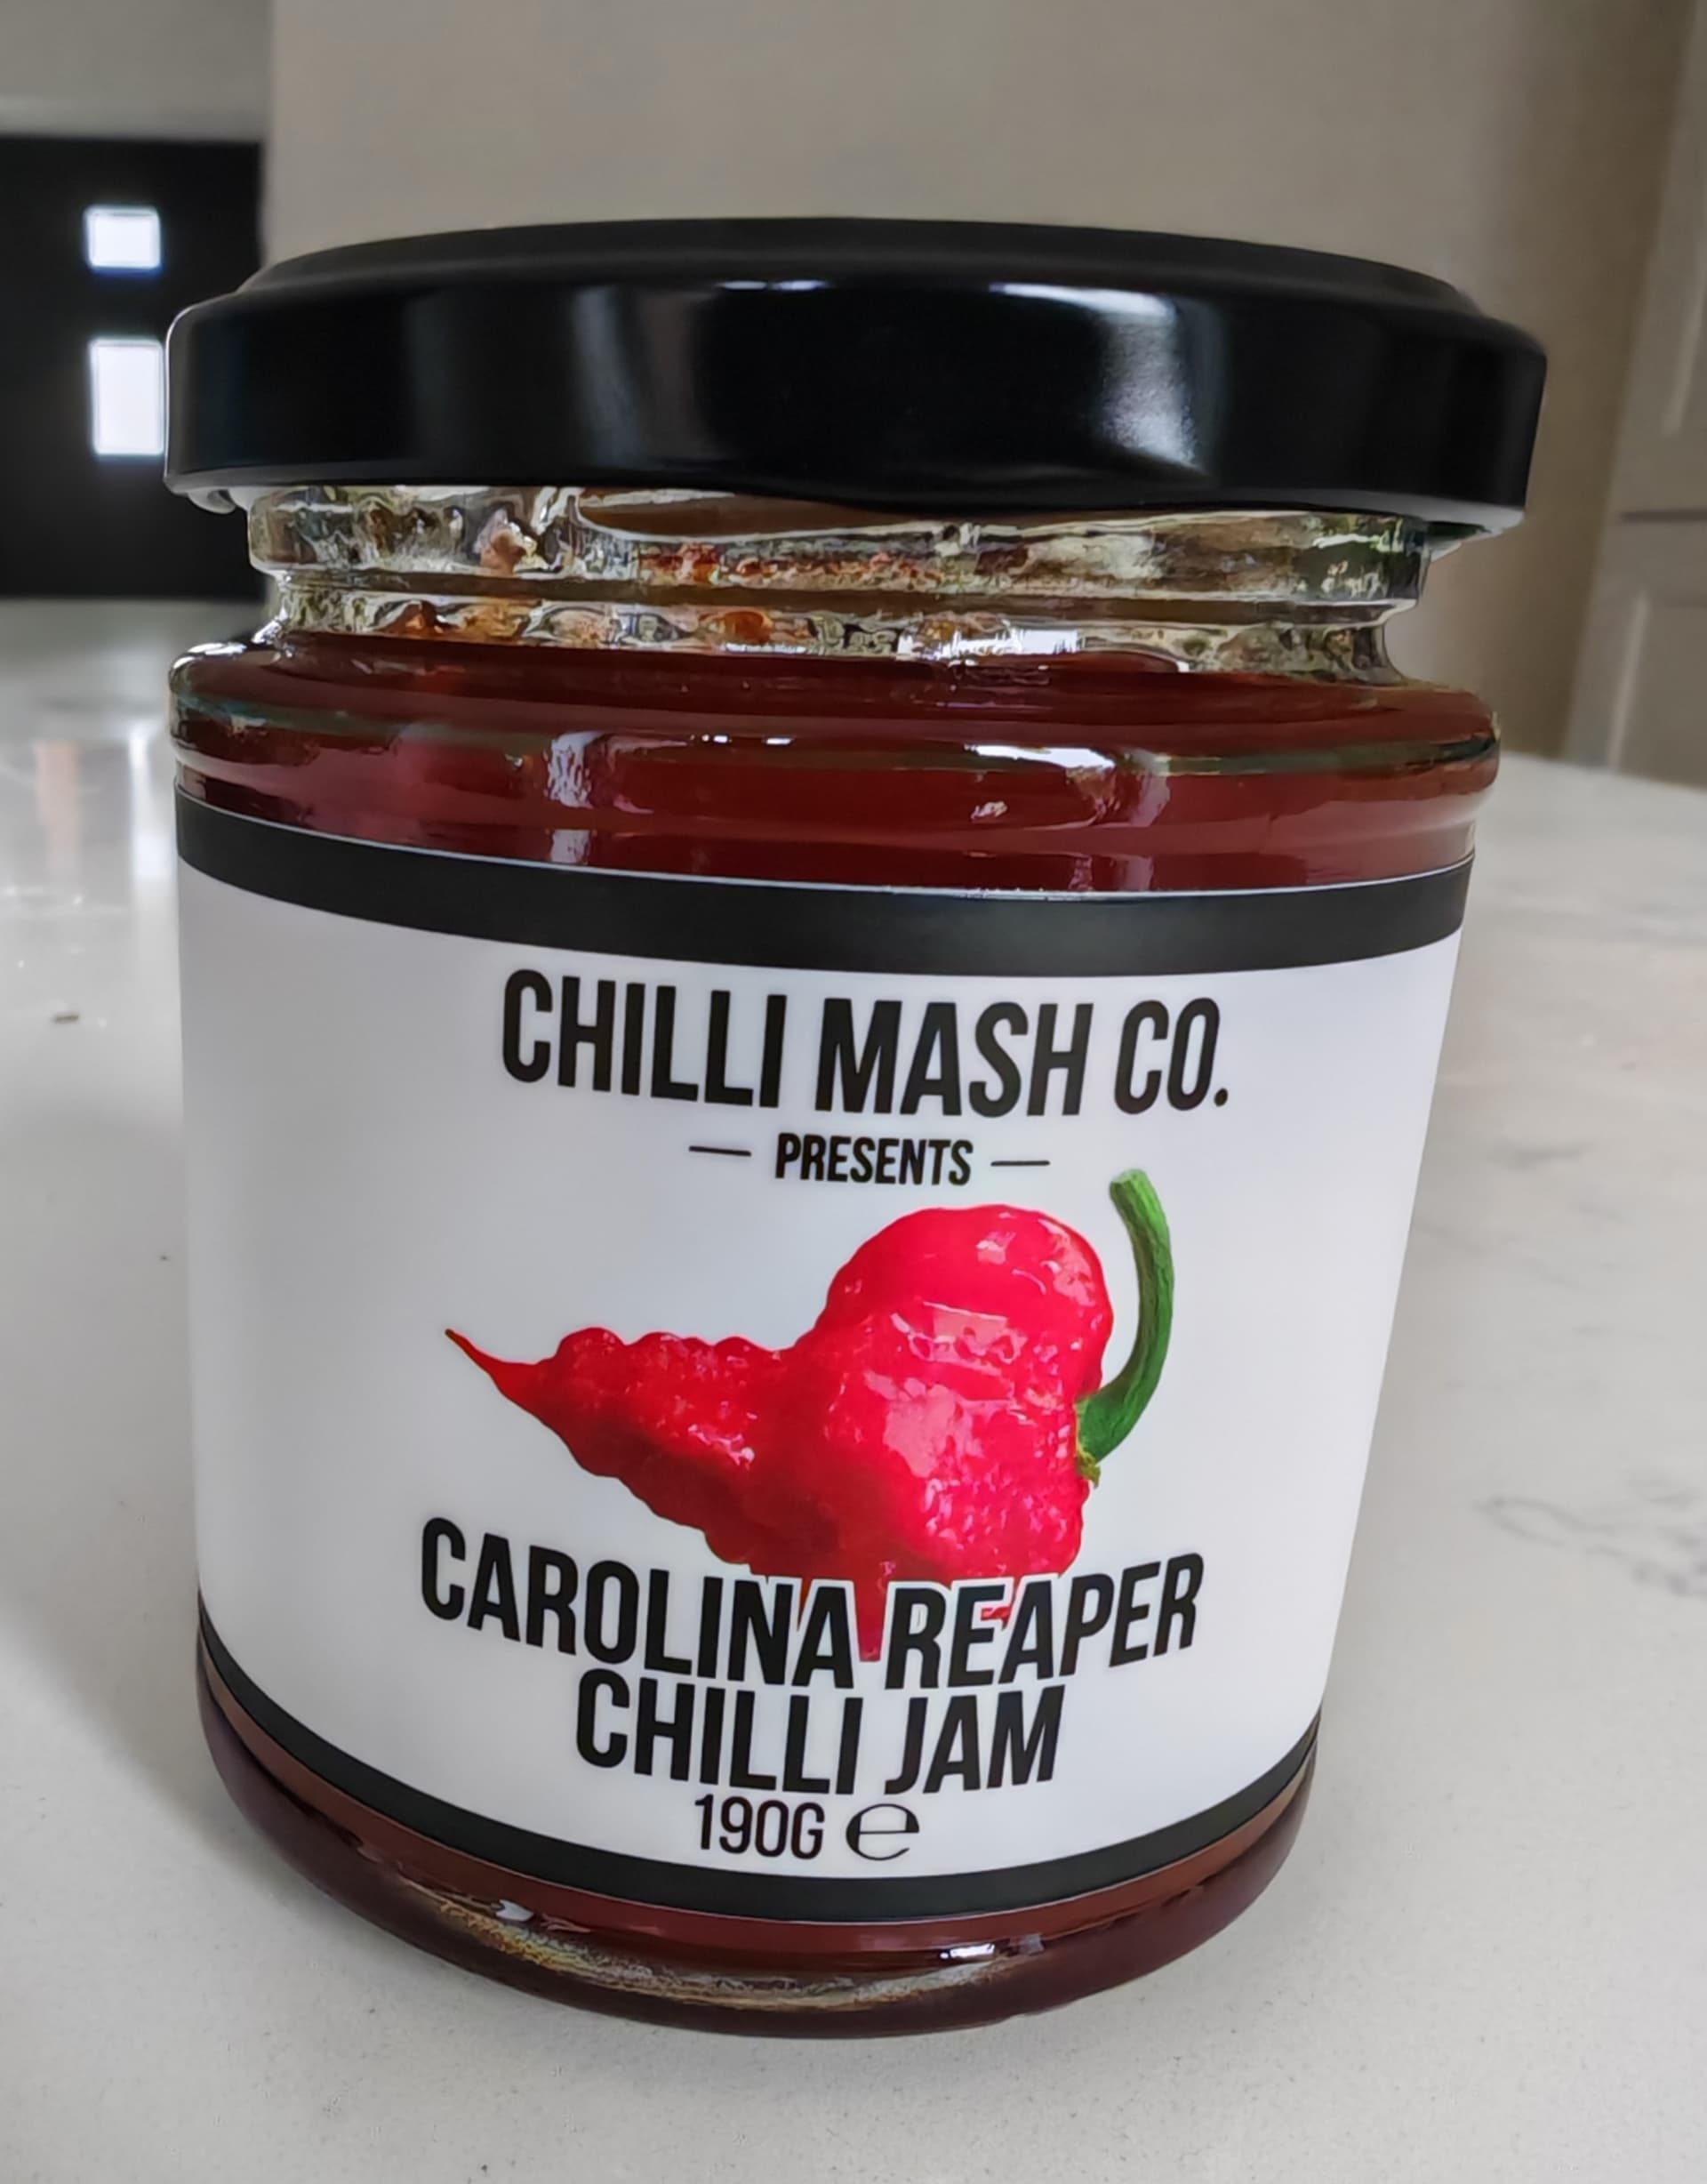 CHILLI MASH CO.
— PRESENTS —
CAROLINA REAPER
CHILLI JAM
190G ℮